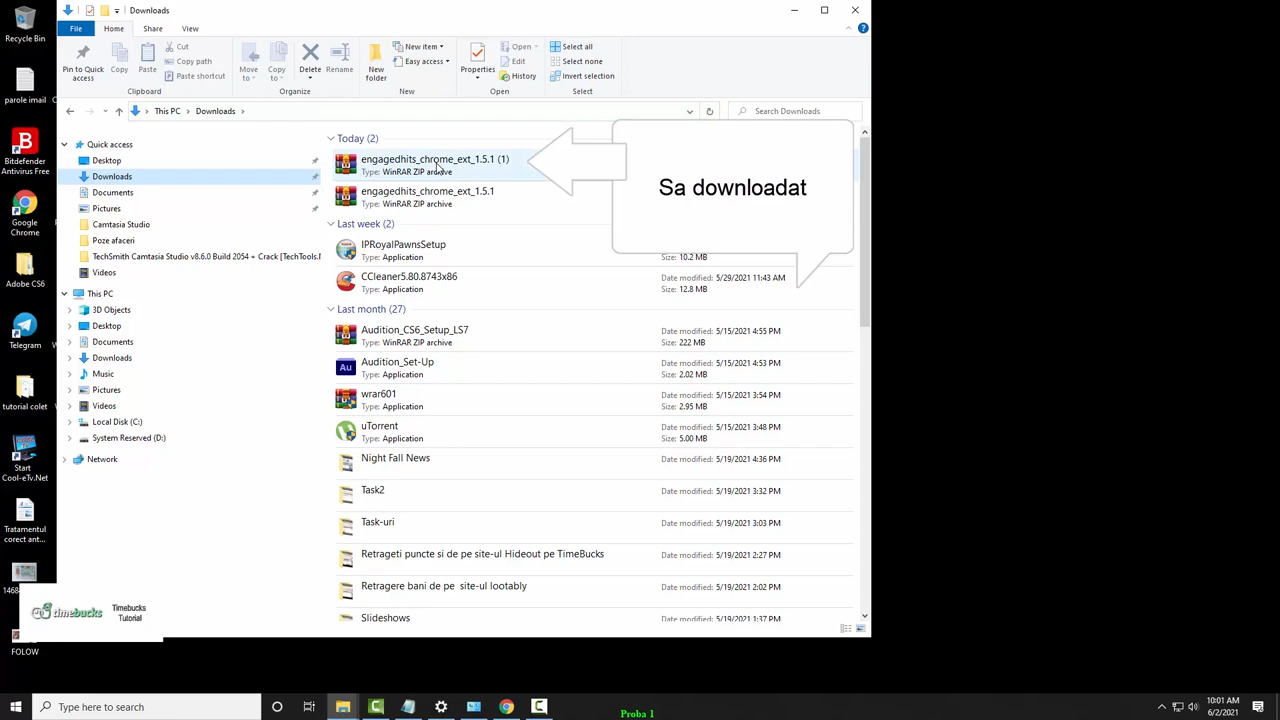 Downloads
File
Home
Share
View
Pin to Quick access
Copy
Paste
Cut
Copy path
Paste shortcut
Clipboard
Move to
Copy to
Delete
Rename
Organize
New folder
New item
Easy access
New
Properties
Open
Edit
History
Open
Select all
Select none
Invert selection
Select
This PC
Downloads
Search Downloads
Recycle Bin
parole imail
Bitdefender Antivirus Free
Google Chrome
Adobe CS6
Telegram
tutorial colet
Start Cool-eTv.Net
Tratamentul corect ant...
FOLOW
Quick access
Desktop
Downloads
Documents
Pictures
Camtasia Studio
Poze afaceri
TechSmith Camtasia Studio v8.6.0 Build 2054 + Crack [TechTools.
Videos
This PC
3D Objects
Desktop
Documents
Downloads
Music
Pictures
Videos
Local Disk (C:)
System Reserved (D:)
Network
Today (2)
engagedhits_chrome_ext_1.5.1 (1)
Type: WinRAR ZIP archive
engagedhits_chrome_ext_1.5.1
Type: WinRAR ZIP archive
Sa downloadat
Last week (2)
IPRoyalPawnsSetup
Type: Application
Size: 10.2 MB
CCleaner5.80.8743x86
Date modified: 5/29/2021 11:43 AM
Type: Application
Size: 12.8 MB
Last month (27)
Audition_CS6_Setup_LS7
Date modified: 5/15/2021 4:55 PM
Type: WinRAR ZIP archive
Size: 222 MB
Audition_Set-Up
Date modified: 5/15/2021 4:53 PM
Type: Application
Size: 2.02 MB
wrar601
Date modified: 5/15/2021 3:54 PM
Type: Application
Size: 2.95 MB
uTorrent
Date modified: 5/15/2021 3:48 PM
Type: Application
Size: 5.00 MB
Night Fall News
Date modified: 5/19/2021 4:36 PM
Task2
Date modified: 5/19/2021 3:32 PM
Task-uri
Date modified: 5/19/2021 3:03 PM
Retrageti puncte si de pe site-ul Hideout pe TimeBucks
Date modified: 5/19/2021 2:27 PM
Retragere bani de pe site-ul lootably
Date modified: 5/19/2021 2:02 PM
Slideshows
Date modified: 5/19/2021 1:37 PM
timebucks
Timebucks Tutorial
Type here to search
Proba 1
10:01 AM
6/2/2021